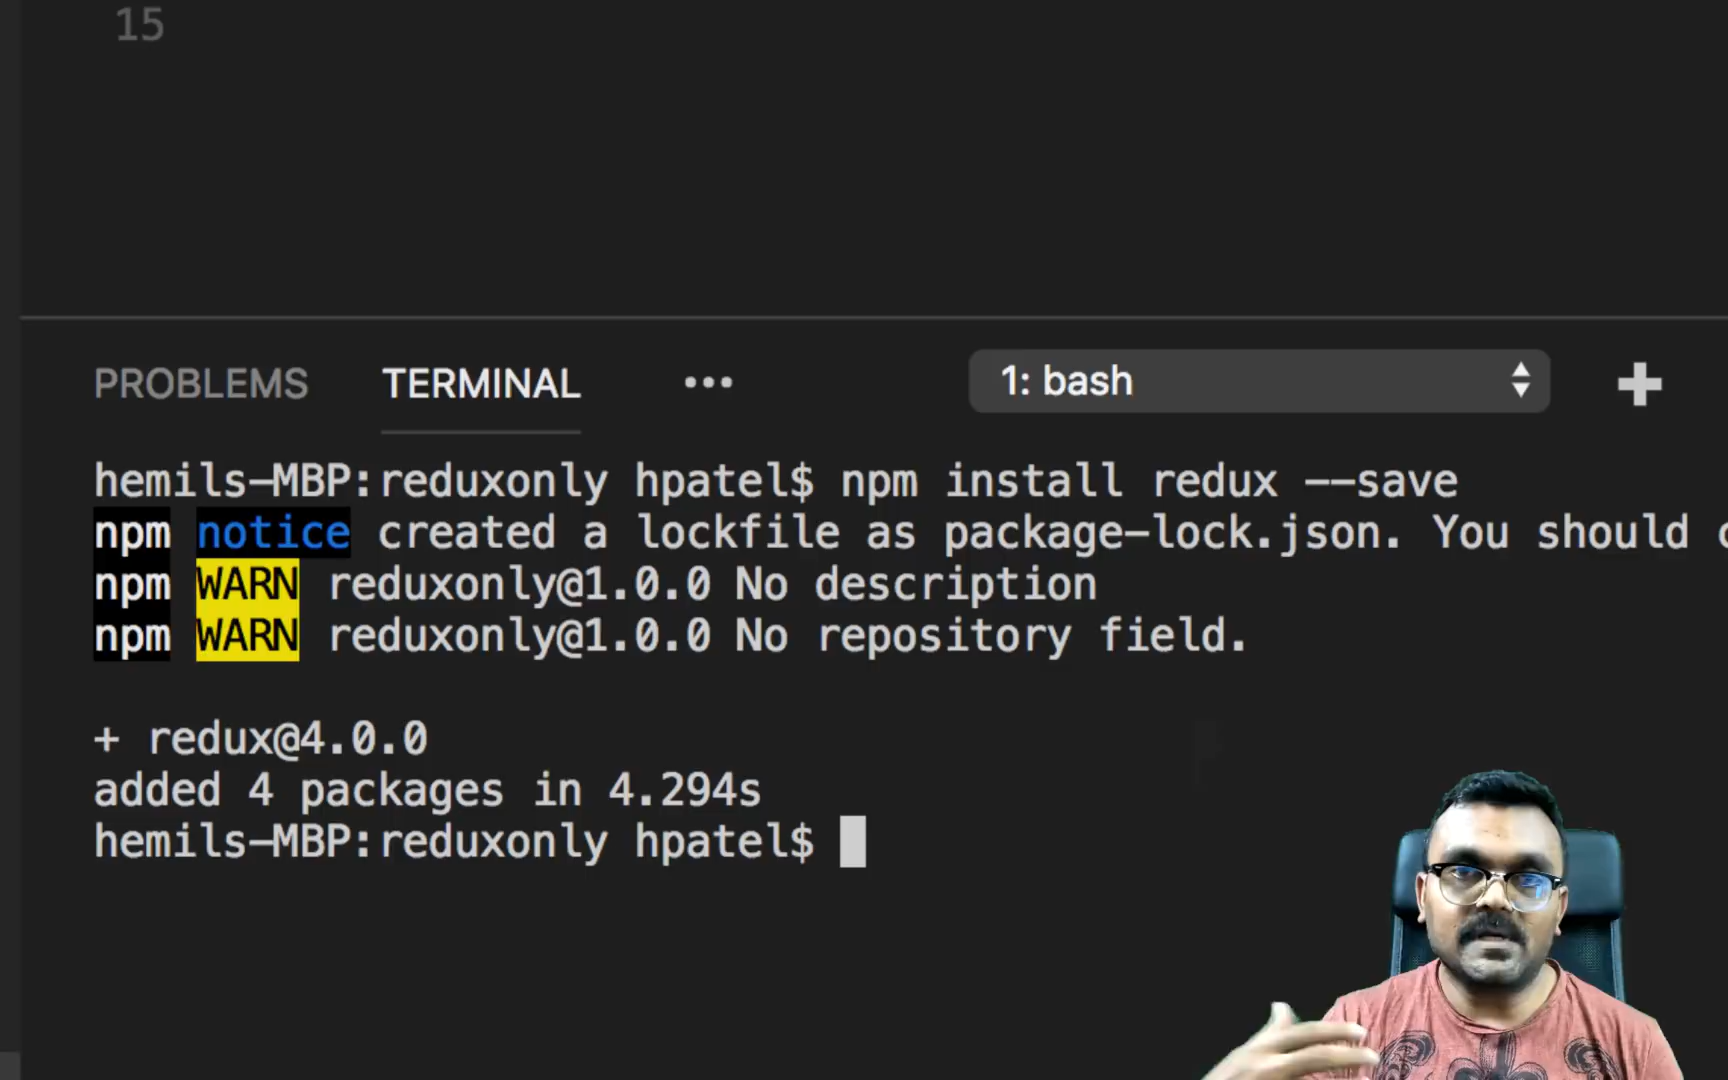 15
PROBLEMS TERMINAL ••• 1: bash
hemils-MBP:reduxonly hpatel$ npm install redux --save
npm notice created a lockfile as package-lock.json. You should
npm WARN reduxonly@1.0.0 No description
npm WARN reduxonly@1.0.0 No repository field.
+ redux@4.0.0
added 4 packages in 4.294s
hemils-MBP:reduxonly hpatel$